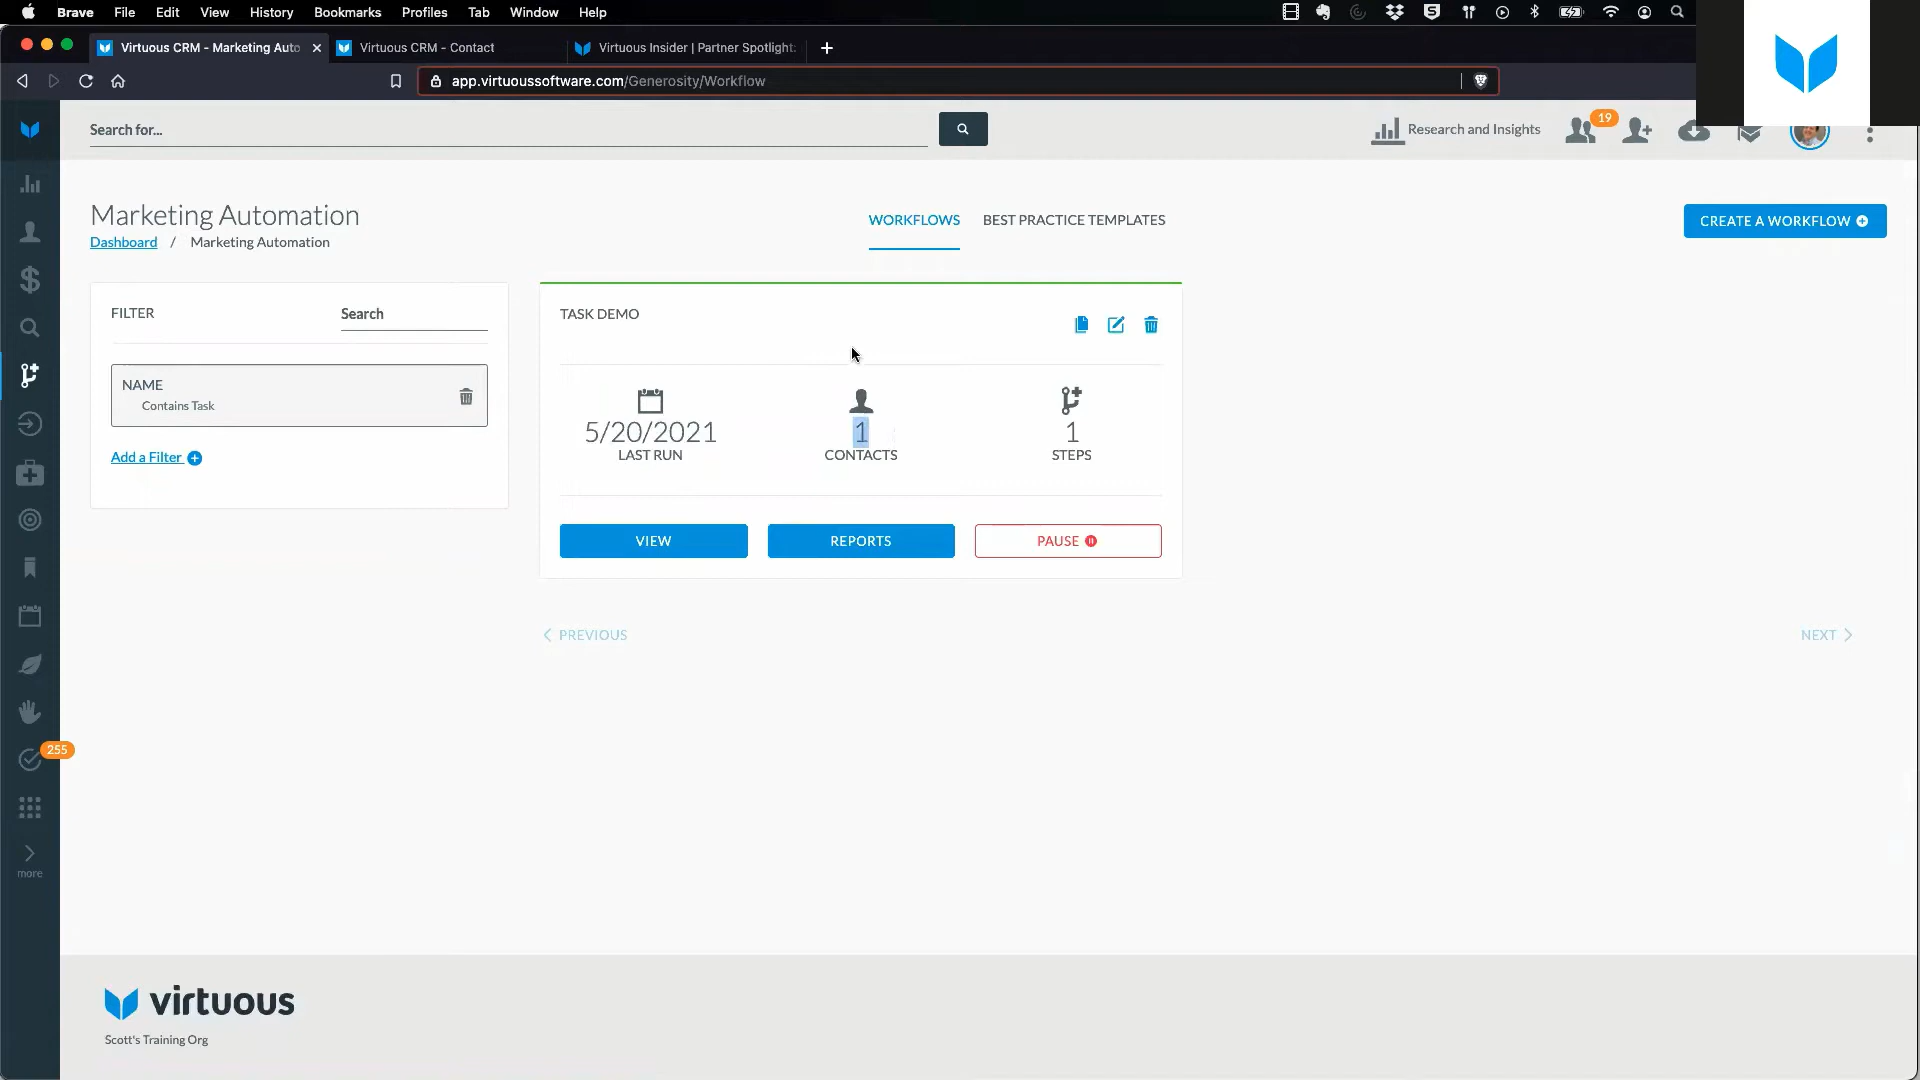 Brave File Edit View History Bookmarks Profiles Tab Window Help
Virtuous CRM - Marketing Auto Virtuous CRM - Contact Virtuous Insider | Partner Spotlight:
app.virtuoussoftware.com/Generosity/Workflow
Search for...
Research and Insights
19
Marketing Automation
Dashboard / Marketing Automation
WORKFLOWS BEST PRACTICE TEMPLATES
CREATE A WORKFLOW
FILTER
Search
NAME
Contains Task
Add a Filter
TASK DEMO
5/20/2021
LAST RUN
1
CONTACTS
1
STEPS
VIEW REPORTS PAUSE
PREVIOUS NEXT
255
more
virtuous
Scott's Training Org